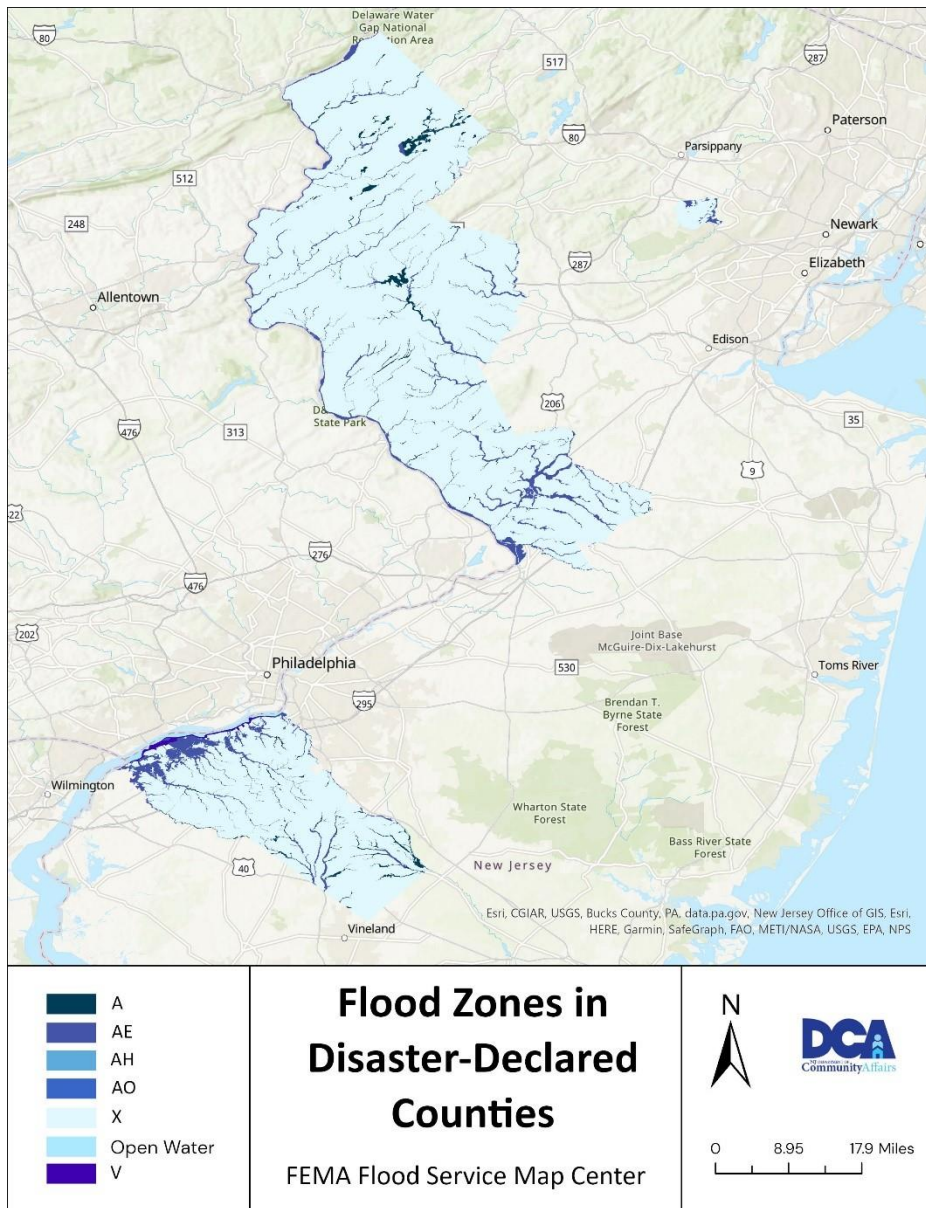 Delaware Water
Gap National
Recreation Area
80
517
287
80
Paterson
Parsippany
512
248
Newark
Elizabeth
287
Allentown
Edison
206
35
State Park
476
313
9
22
276
476
202
Joint Base
McGuire-Dix-Lakehurst
Philadelphia
530
Toms River
295
Brendan T.
Byrne State
Forest
Wilmington
Wharton State
Forest
Bass River State
Forest
40
New Jersey
Esri, CGIAR, USGS, Bucks County, PA, data.pa.gov, New Jersey Office of GIS, Esri,
HERE, Garmin, SafeGraph, FAO, METI/NASA, USGS, EPA, NPS
Vineland
A
AE
AH
AO
X
Open Water
V
Flood Zones in
Disaster-Declared
Counties
FEMA Flood Service Map Center
N
DCA
NJ DEPARTMENT OF
Community Affairs
0 8.95 17.9 Miles